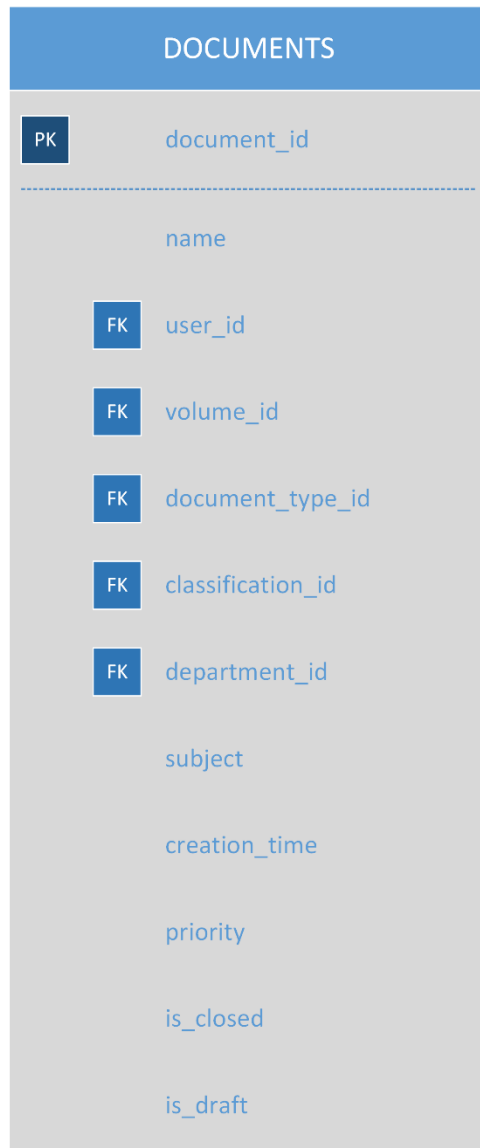 DOCUMENTS
PK document_id
name
FK user_id
FK volume_id
FK document_type_id
FK classification_id
FK department_id
subject
creation_time
priority
is_closed
is_draft